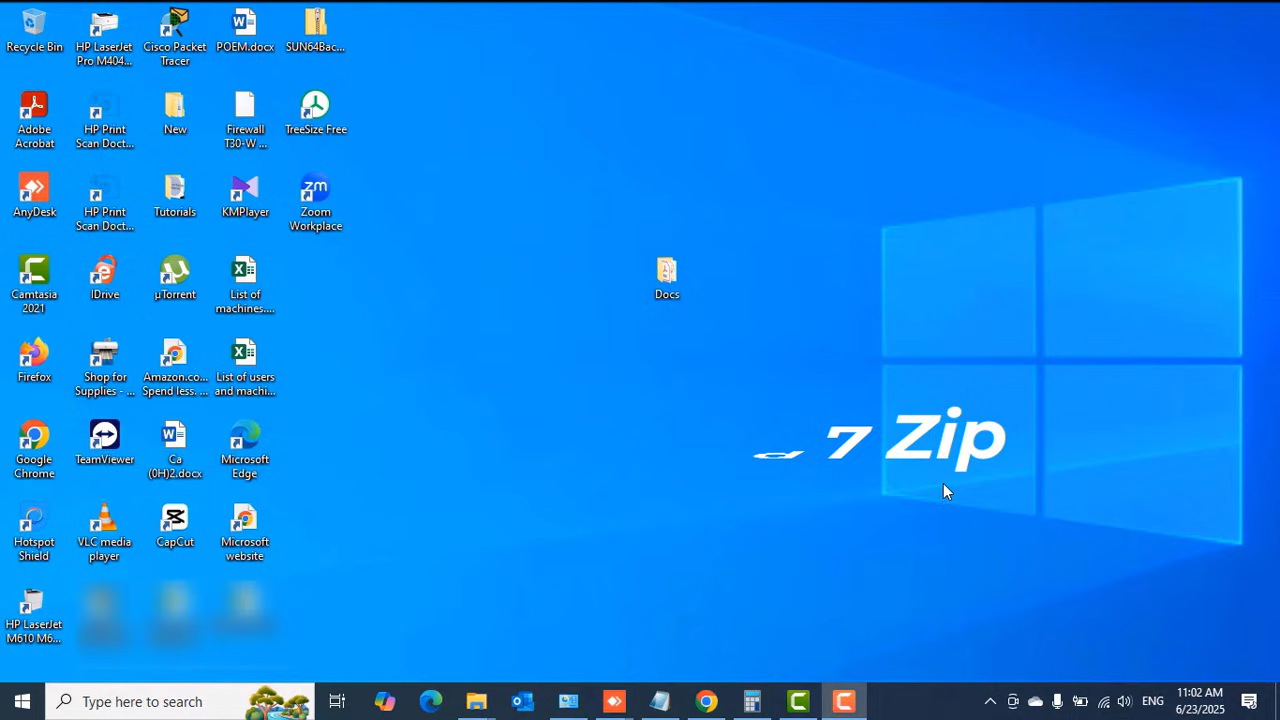 Recycle Bin
HP LaserJet
Pro M404...
Cisco Packet
Tracer
POEM.docx
SUN64Bac...
Adobe
Acrobat
HP Print
Scan Doct...
New
Firewall
T30-W ...
TreeSize Free
AnyDesk
HP Print
Scan Doct...
Tutorials
KMPlayer
zm
Zoom
Workplace
Camtasia
2021
IDrive
µTorrent
List of
machines....
Docs
Firefox
Shop for
Supplies - ...
Amazon.co...
Spend less. ...
List of users
and machi...
d 7 Zip
Google
Chrome
TeamViewer
Ca
(0H)2.docx
Microsoft
Edge
Hotspot
Shield
VLC media
player
CapCut
Microsoft
website
HP LaserJet
M610 M6...
Type here to search
ENG
11:02 AM
6/23/2025